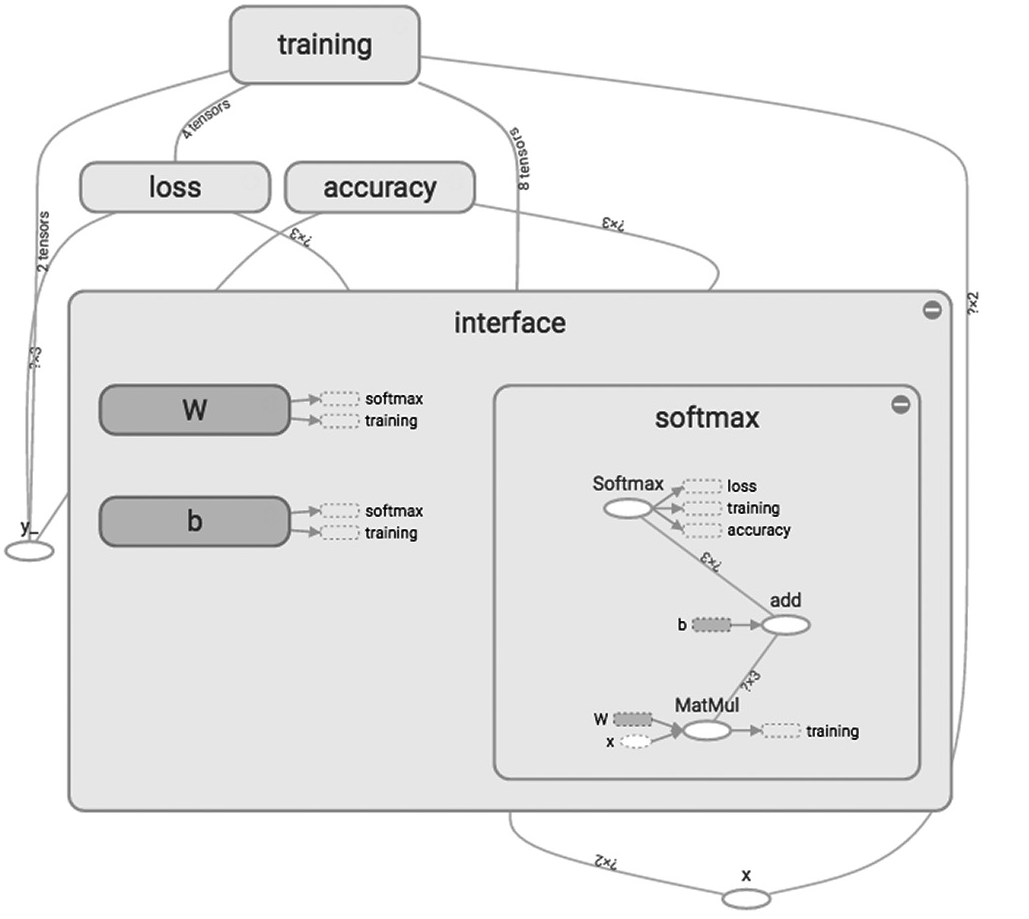 training
4 tensors
8 tensors
loss
accuracy
2 tensors
?×3
?×3
?×3
?×2
interface
W
softmax
training
b
softmax
training
softmax
Softmax
loss
training
accuracy
?×3
add
b
?×3
MatMul
W
x
training
y_
?×2
x